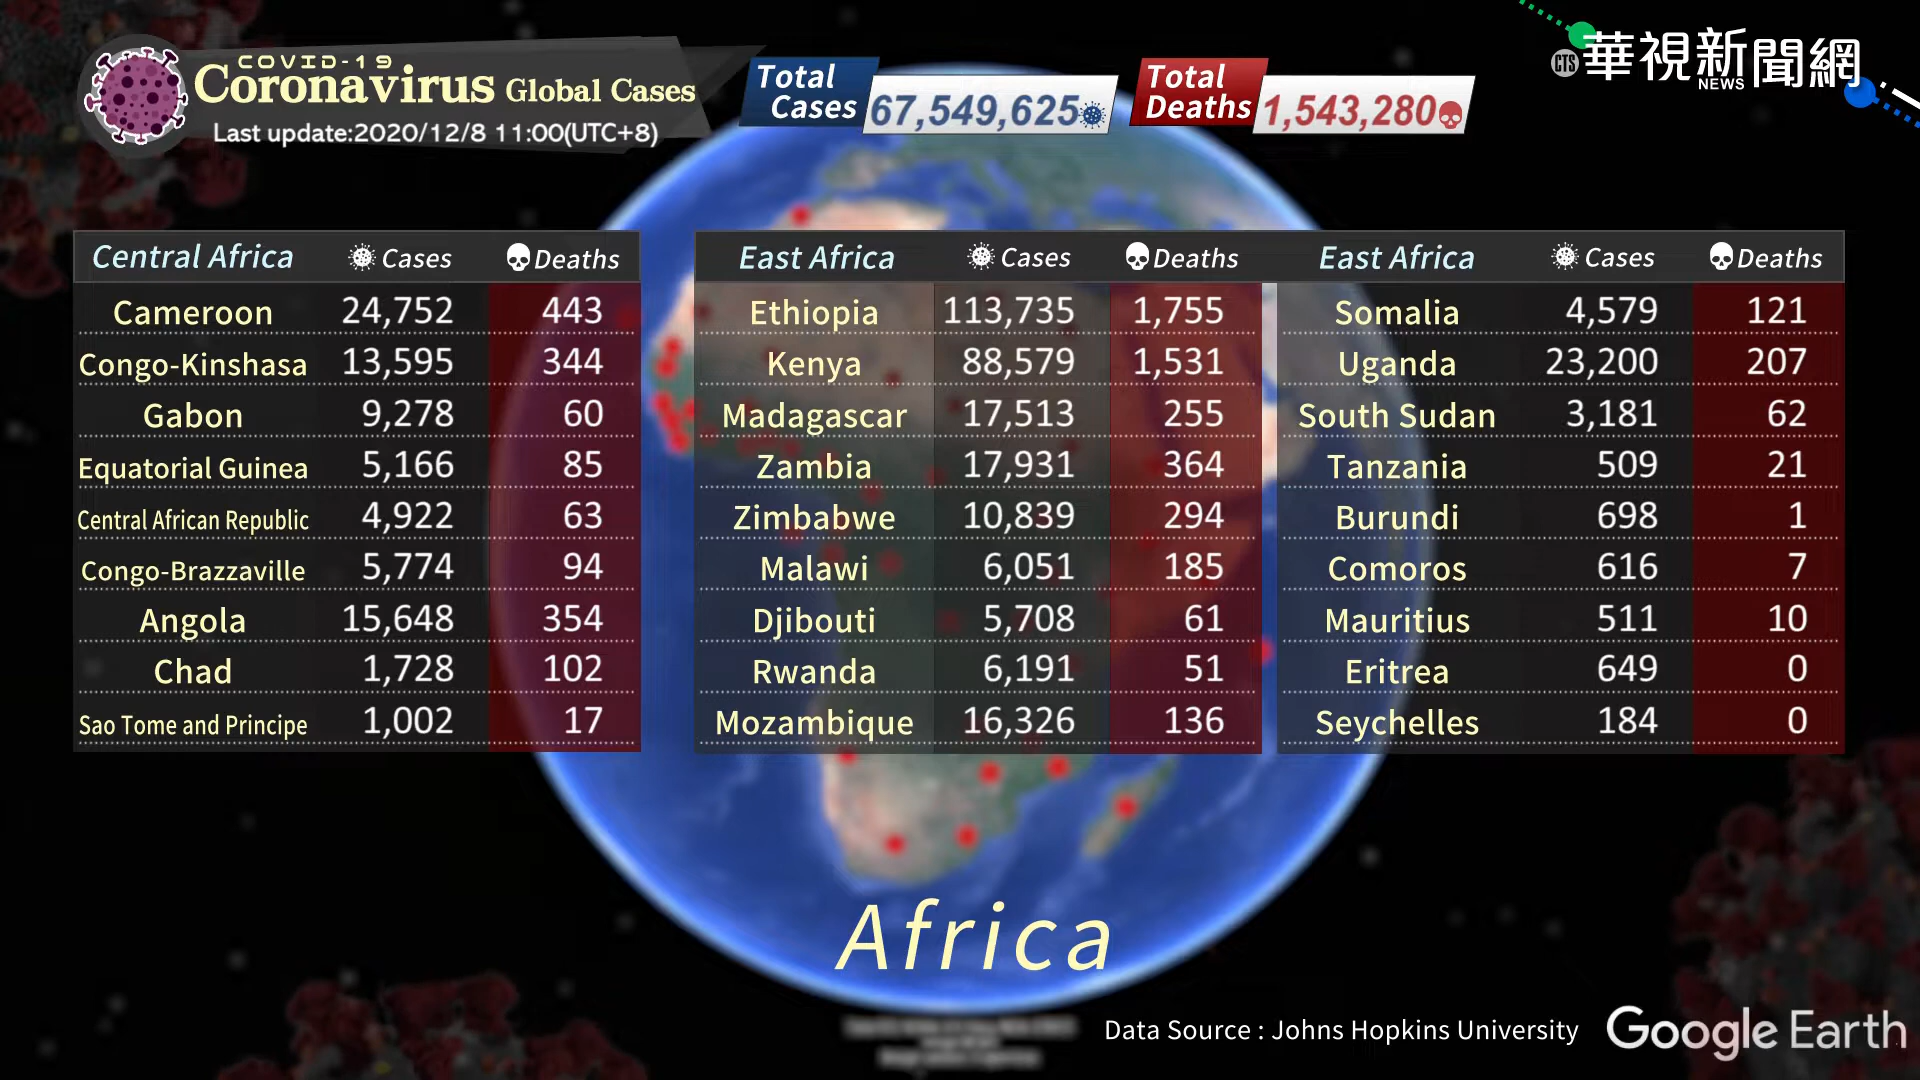 COVID-19
Coronavirus Global Cases
Last update:2020/12/8 11:00(UTC+8)
Total Cases 67,549,625
Total Deaths 1,543,280
CTS 華視新聞網
NEWS
Central Africa Cases Deaths
Cameroon 24,752 443
Congo-Kinshasa 13,595 344
Gabon 9,278 60
Equatorial Guinea 5,166 85
Central African Republic 4,922 63
Congo-Brazzaville 5,774 94
Angola 15,648 354
Chad 1,728 102
Sao Tome and Principe 1,002 17
East Africa Cases Deaths
Ethiopia 113,735 1,755
Kenya 88,579 1,531
Madagascar 17,513 255
Zambia 17,931 364
Zimbabwe 10,839 294
Malawi 6,051 185
Djibouti 5,708 61
Rwanda 6,191 51
Mozambique 16,326 136
East Africa Cases Deaths
Somalia 4,579 121
Uganda 23,200 207
South Sudan 3,181 62
Tanzania 509 21
Burundi 698 1
Comoros 616 7
Mauritius 511 10
Eritrea 649 0
Seychelles 184 0
Africa
Data Source : Johns Hopkins University
Google Earth